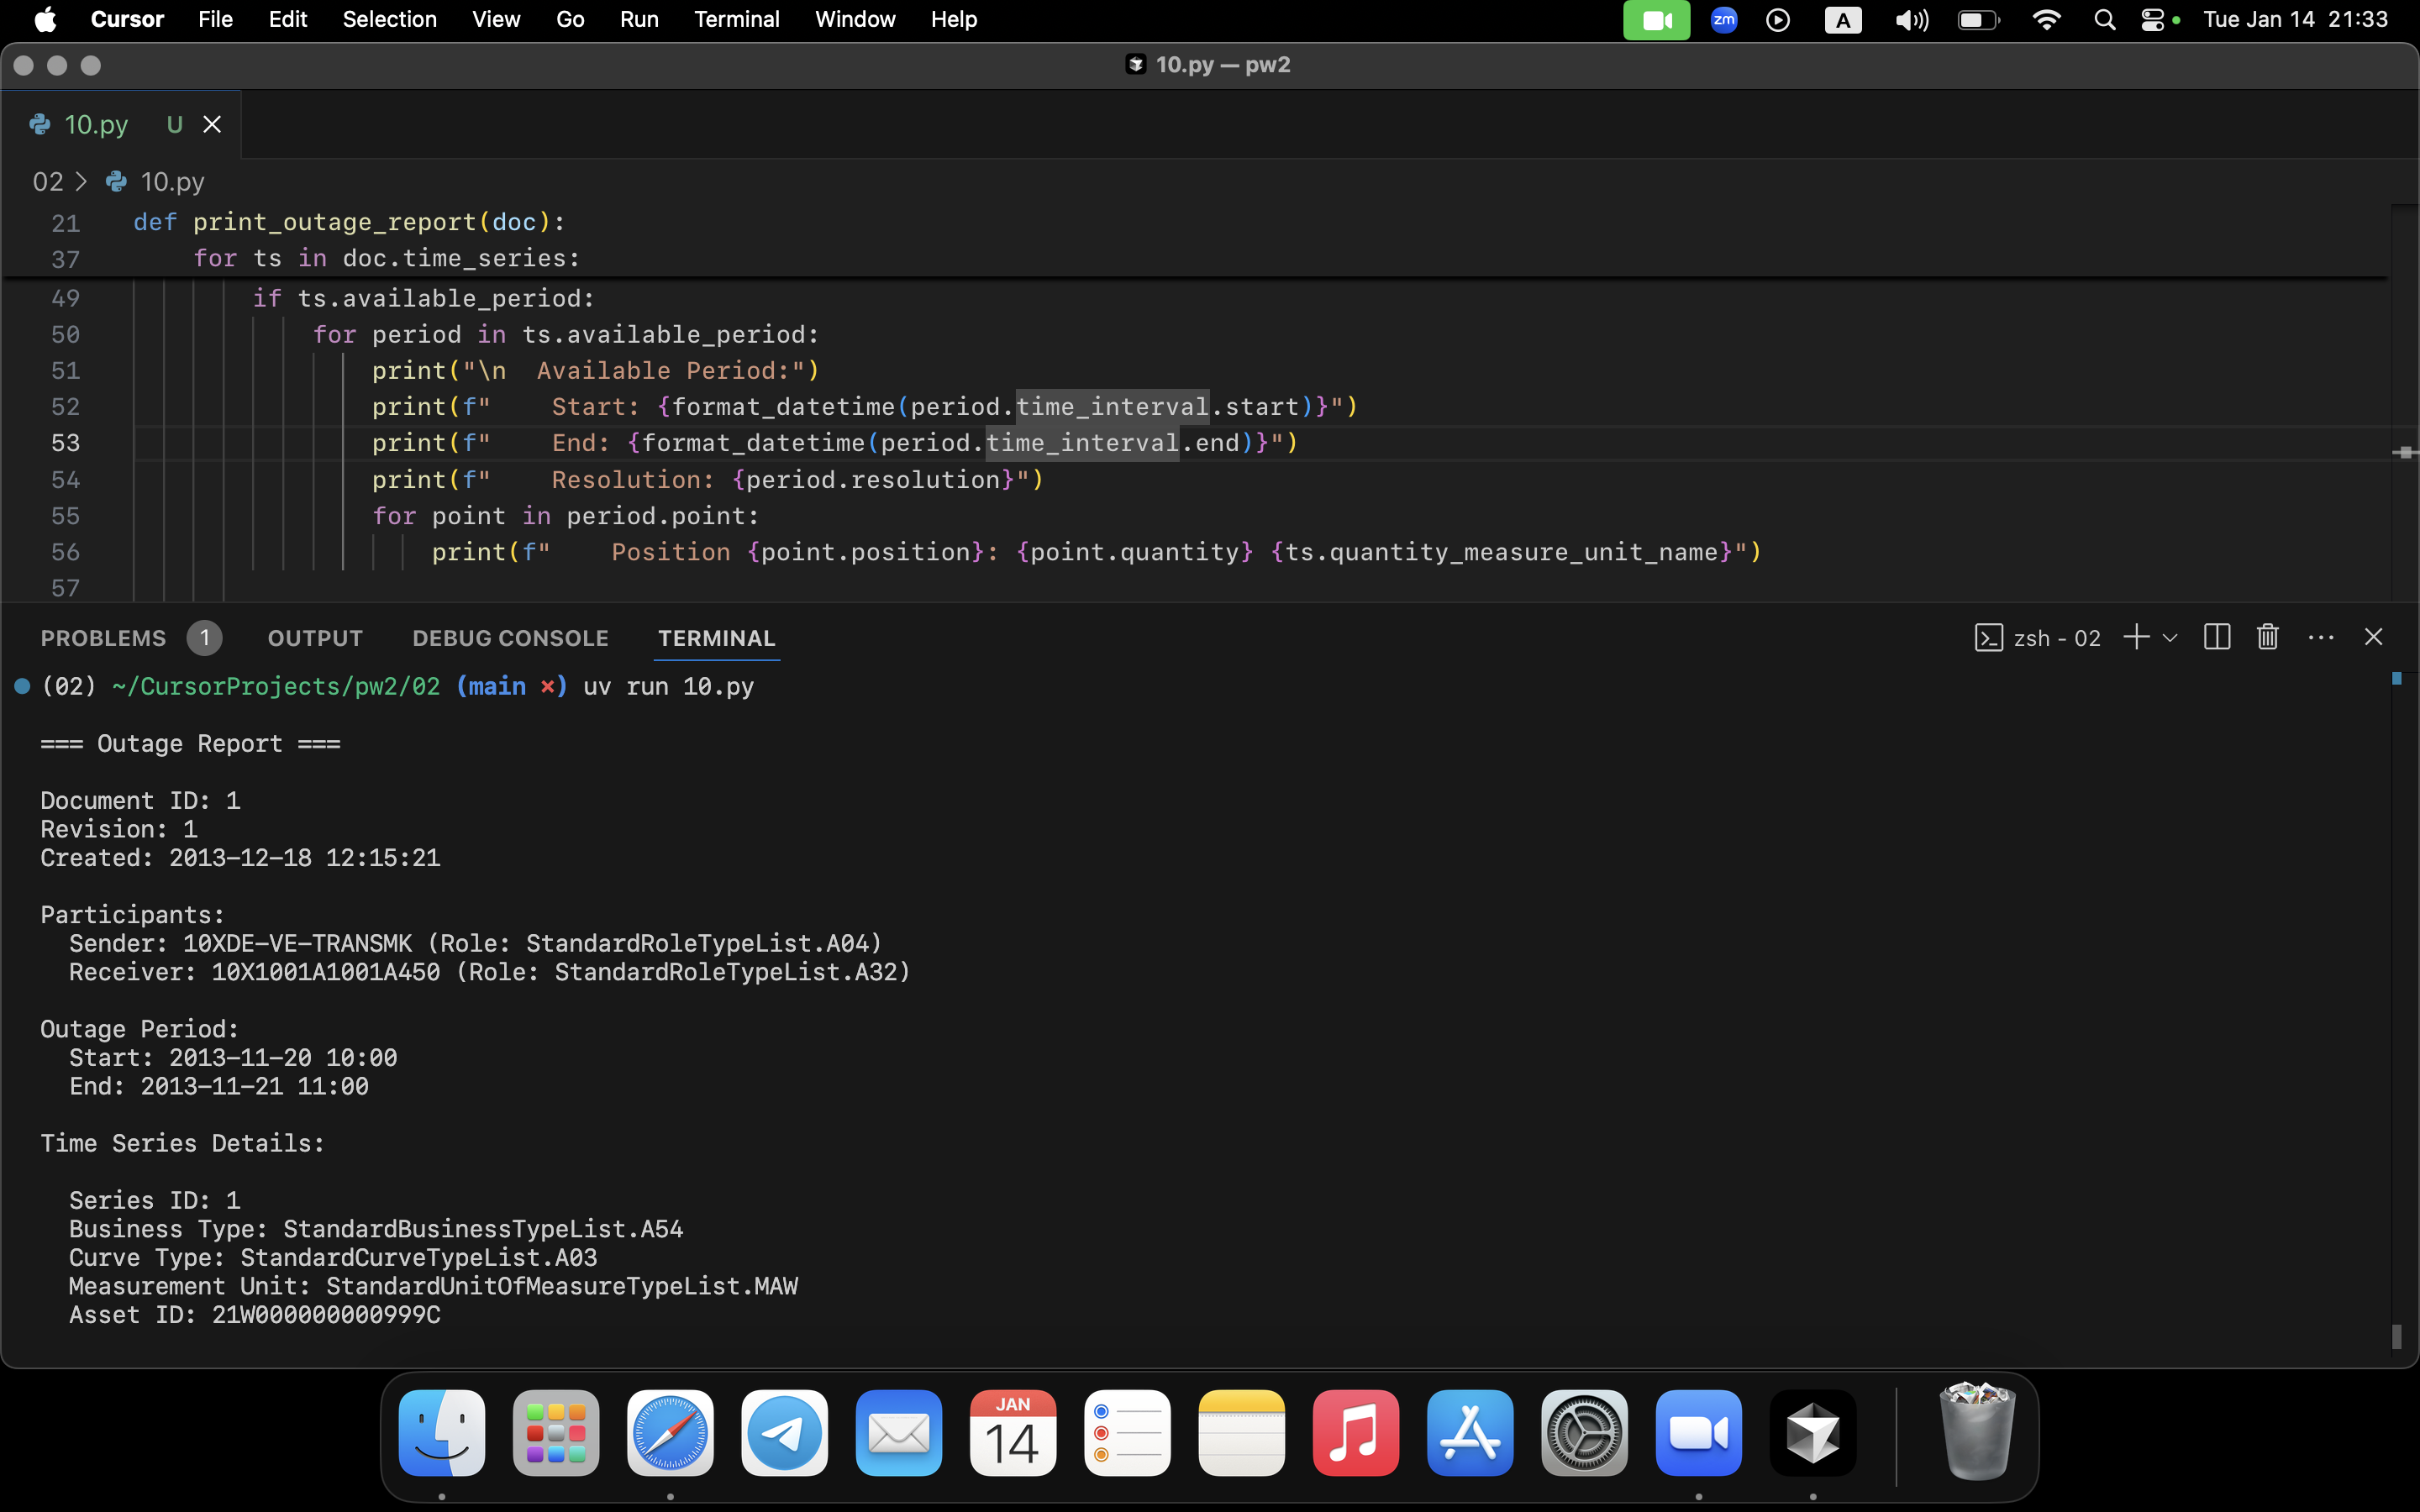 Cursor File Edit Selection View Go Run Terminal Window Help zm A Tue Jan 14 21:33
10.py — pw2
10.py U
02 > 10.py
21 def print_outage_report(doc):
37 for ts in doc.time_series:
49 if ts.available_period:
50 for period in ts.available_period:
51 print("\n  Available Period:")
52 print(f"    Start: {format_datetime(period.time_interval.start)}")
53 print(f"    End: {format_datetime(period.time_interval.end)}")
54 print(f"    Resolution: {period.resolution}")
55 for point in period.point:
56 print(f"    Position {point.position}: {point.quantity} {ts.quantity_measure_unit_name}")
57
PROBLEMS 1 OUTPUT DEBUG CONSOLE TERMINAL zsh - 02
(02) ~/CursorProjects/pw2/02 (main ×) uv run 10.py
=== Outage Report ===
Document ID: 1
Revision: 1
Created: 2013-12-18 12:15:21
Participants:
Sender: 10XDE-VE-TRANSMK (Role: StandardRoleTypeList.A04)
Receiver: 10X1001A1001A450 (Role: StandardRoleTypeList.A32)
Outage Period:
Start: 2013-11-20 10:00
End: 2013-11-21 11:00
Time Series Details:
Series ID: 1
Business Type: StandardBusinessTypeList.A54
Curve Type: StandardCurveTypeList.A03
Measurement Unit: StandardUnitOfMeasureTypeList.MAW
Asset ID: 21W000000000999C
JAN
14